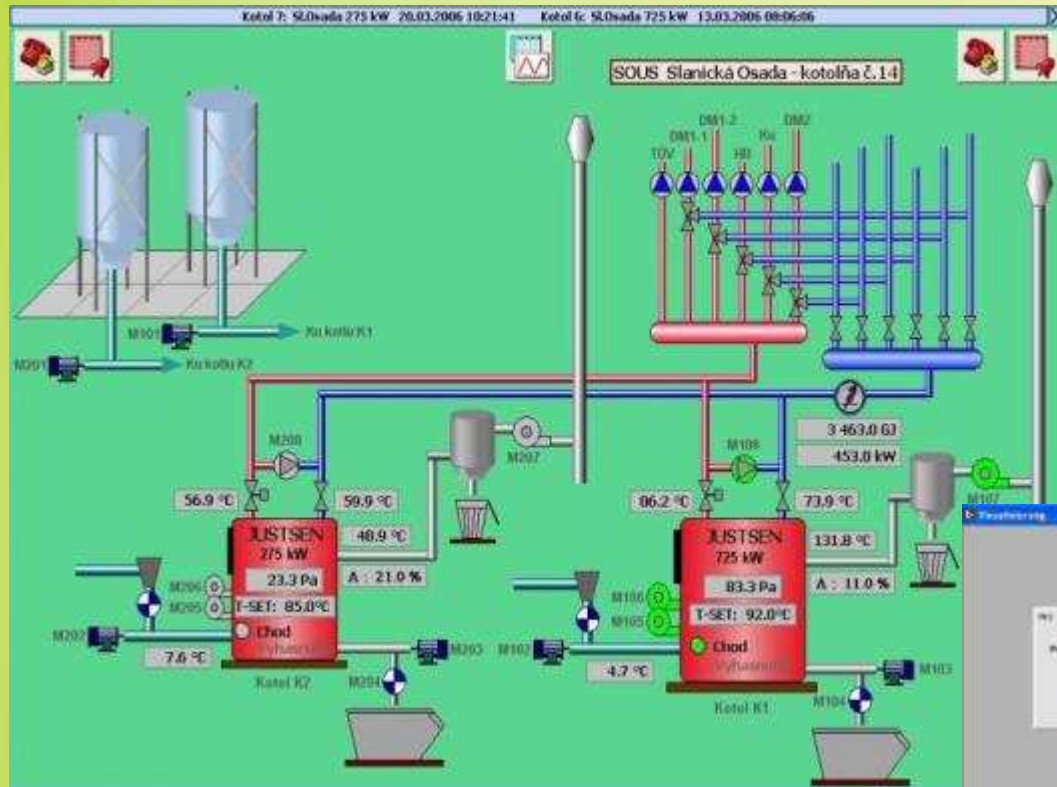 Kotol 7: SLOsada 275 kW 20.03.2006 10:21:41 Kotol 6: SLOsada 725 kW 13.03.2006 08:06:06
SOUS Slanická Osada - kotolňa č.14
TÚV
DM1-1
DM1-2
HB
Ku
DM2
M101
Ku kotlu K1
M201
Ku kotlu K2
3 463.0 GJ
453.0 kW
M208
M207
M108
M107
56.9 °C
59.9 °C
86.2 °C
73.9 °C
JUSTSEN
275 kW
48.9 °C
23.3 Pa
A : 21.0 %
T-SET: 85.0°C
Chod
Vyhasnutý
M206
M205
M202
7.6 °C
M203
M204
Kotol K2
JUSTSEN
725 kW
131.8 °C
83.3 Pa
A : 11.0 %
T-SET: 92.0°C
Chod
M106
M105
M102
4.7 °C
M103
M104
Kotol K1